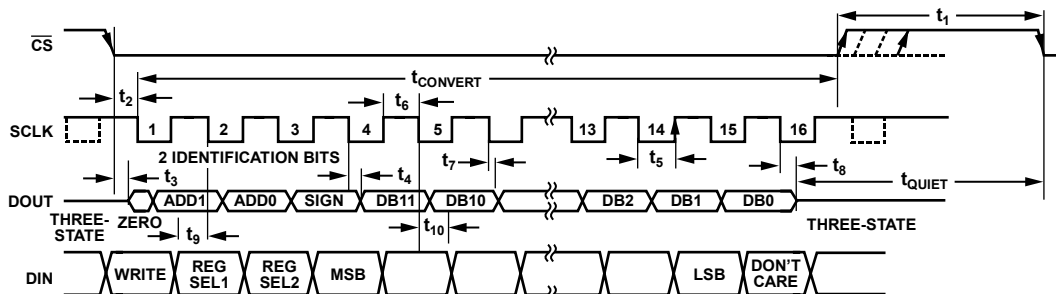 t1
CS
tCONVERT
t2
t6
SCLK
1 2 3 4 5 13 14 15 16
2 IDENTIFICATION BITS
t7
t5
t8
t3
t4
tQUIET
DOUT
ADD1 ADD0 SIGN DB11 DB10 DB2 DB1 DB0
THREE-STATE
ZERO
t9
t10
THREE-STATE
DIN
WRITE
REG SEL1
REG SEL2
MSB
LSB
DON'T CARE